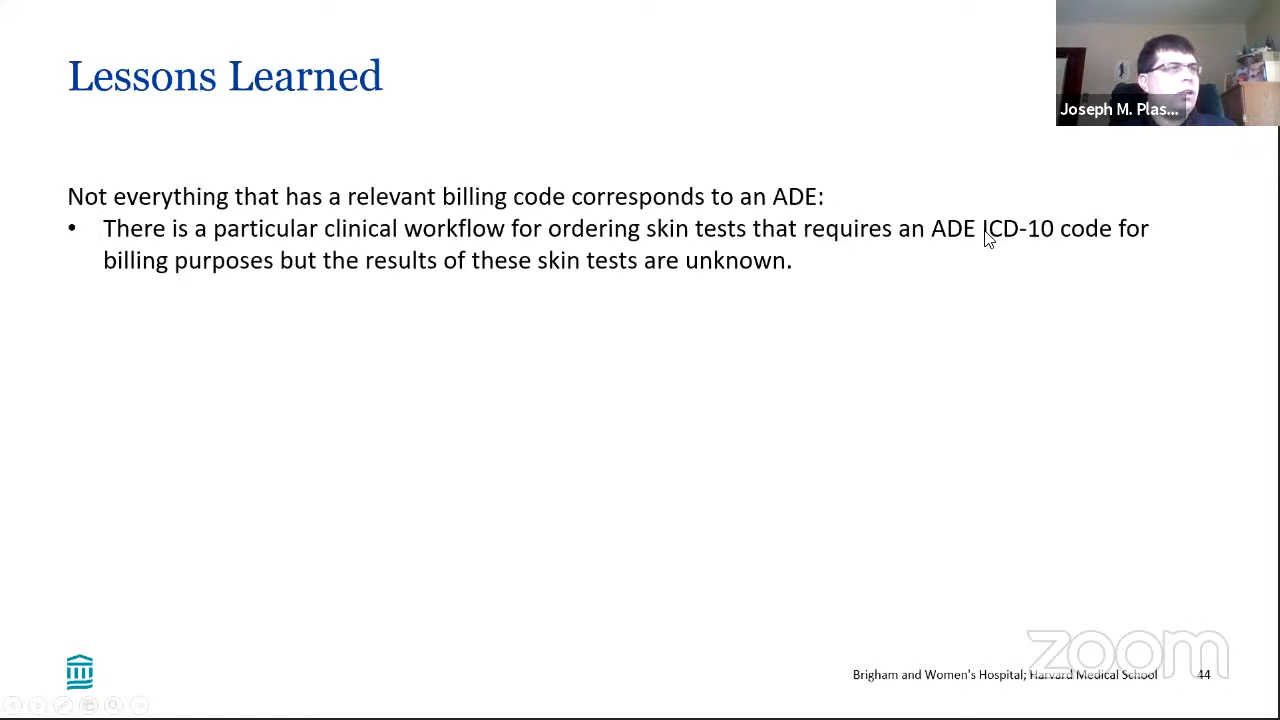 Lessons Learned
Joseph M. Plas...
Not everything that has a relevant billing code corresponds to an ADE:
• There is a particular clinical workflow for ordering skin tests that requires an ADE ICD-10 code for
billing purposes but the results of these skin tests are unknown.
zoom
Brigham and Women's Hospital; Harvard Medical School 44